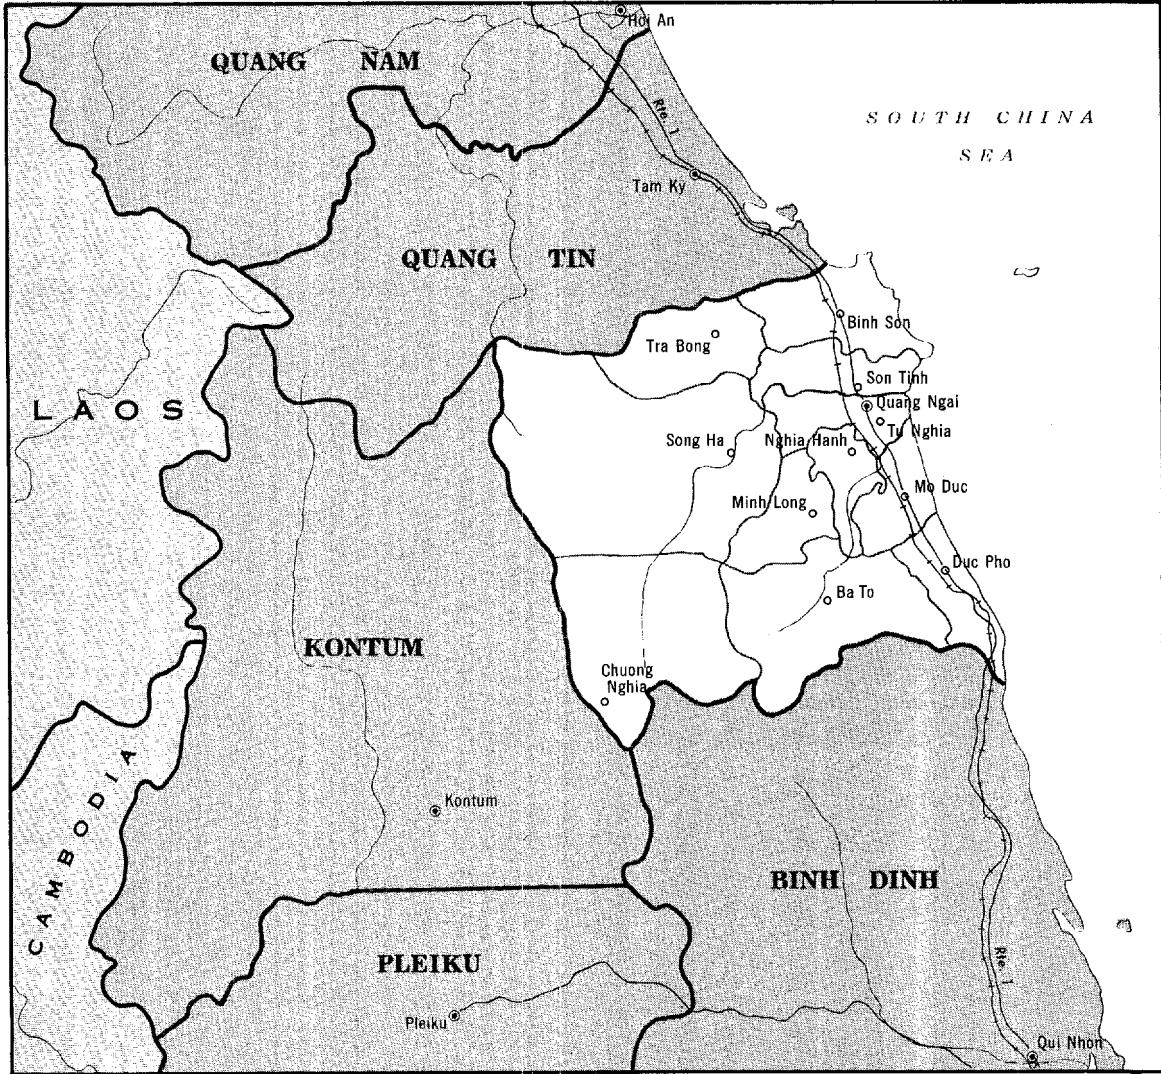 Hoi An
QUANG NAM
Rte. 1
SOUTH CHINA
SEA
Tam Ky
QUANG TIN
Binh Son
Tra Bong
Son Tinh
LAOS
Quang Ngai
Tu Nghia
Song Ha
Nghia Hanh
Mo Duc
Minh Long
Duc Pho
Ba To
KONTUM
Chuong
Nghia
CAMBODIA
Kontum
BINH DINH
PLEIKU
Rte. 1
Pleiku
Qui Nhon